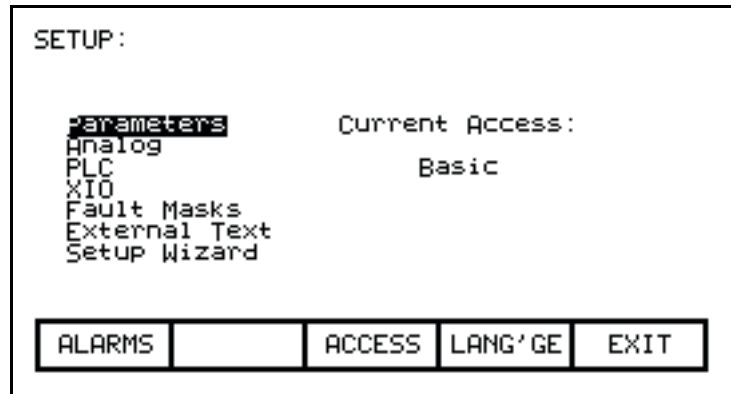 SETUP:
Parameters
Analog
PLC
XIO
Fault Masks
External Text
Setup Wizard
Current Access:
Basic
ALARMS
ACCESS
LANG'GE
EXIT